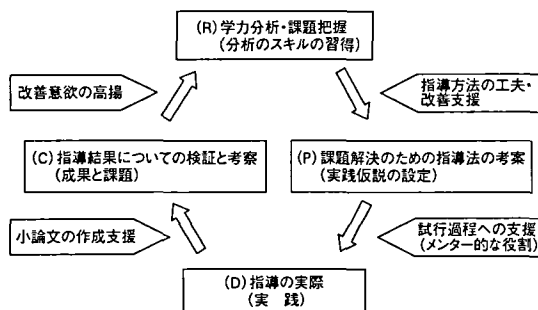 (R)学力分析・課題把握
(分析のスキルの習得)
改善意欲の高揚
指導方法の工夫・
改善支援
(C)指導結果についての検証と考察
(成果と課題)
(P)課題解決のための指導法の考案
(実践仮説の設定)
小論文の作成支援
試行過程への支援
(メンター的な役割)
(D)指導の実際
(実　践)